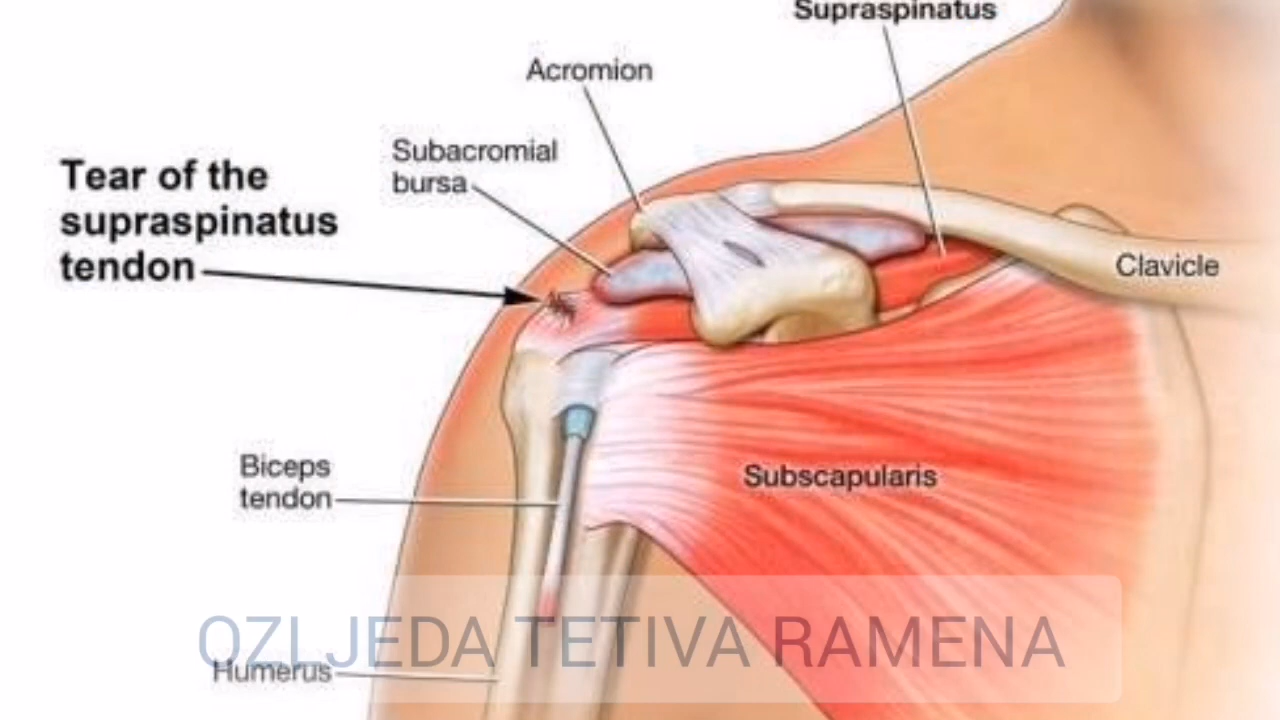 Supraspinatus
Acromion
Subacromial
bursa
Tear of the
supraspinatus
tendon
Clavicle
Biceps
tendon
Subscapularis
OZLJEDA TETIVA RAMENA
Humerus